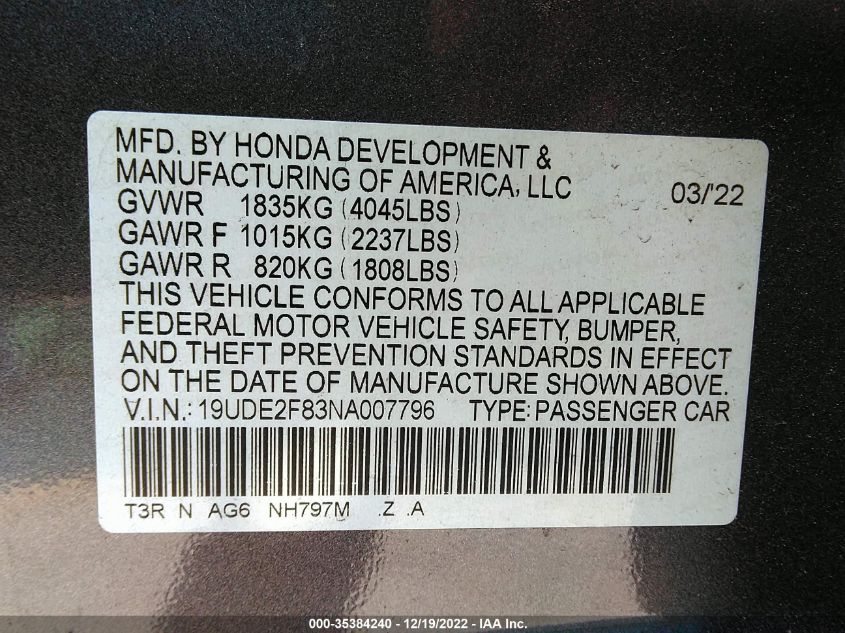 MFD. BY HONDA DEVELOPMENT &
MANUFACTURING OF AMERICA, LLC 03/'22
GVWR 1835KG (4045LBS)
GAWR F 1015KG (2237LBS)
GAWR R 820KG (1808LBS)
THIS VEHICLE CONFORMS TO ALL APPLICABLE
FEDERAL MOTOR VEHICLE SAFETY, BUMPER,
AND THEFT PREVENTION STANDARDS IN EFFECT
ON THE DATE OF MANUFACTURE SHOWN ABOVE.
V.I.N.: 19UDE2F83NA007796 TYPE: PASSENGER CAR
T3R N AG6 NH797M .Z .A
000-35384240 - 12/19/2022 - IAA Inc.